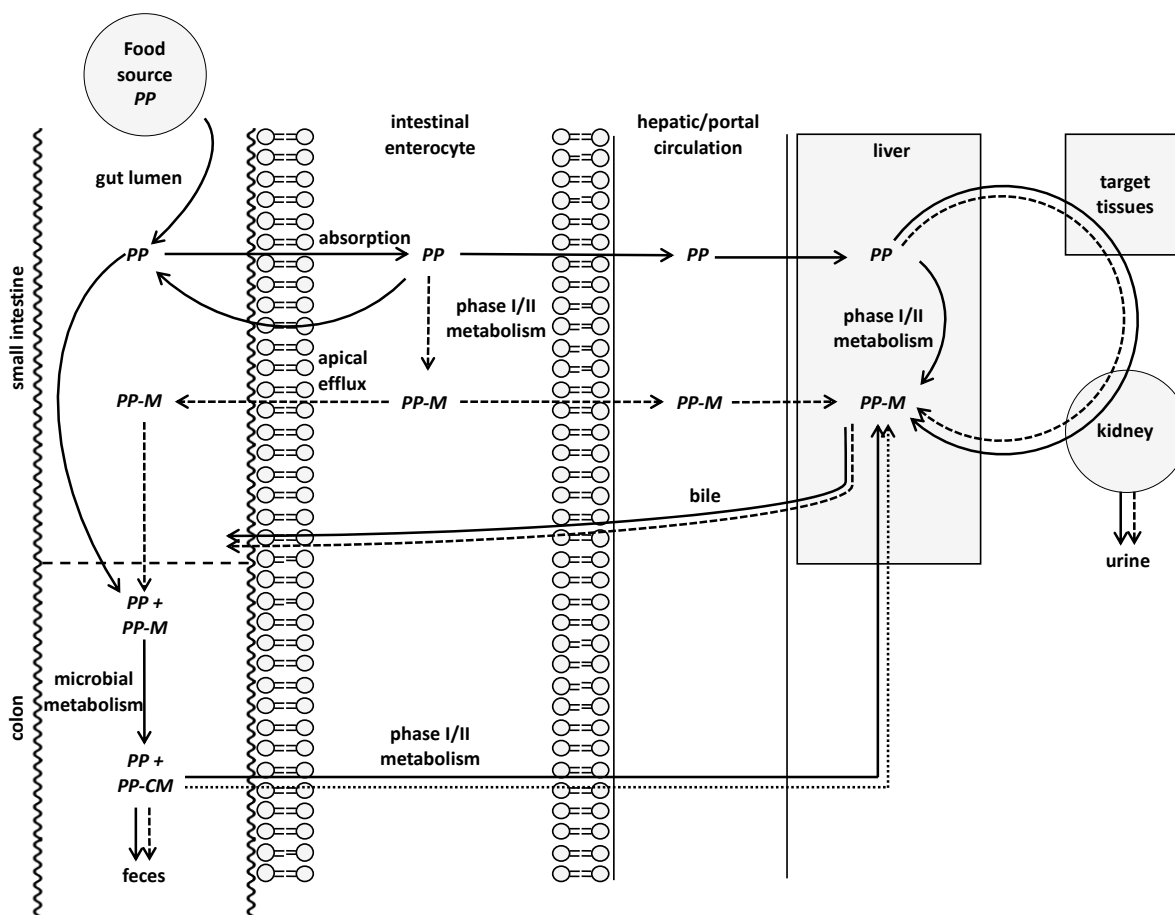 Food
source
PP
intestinal
enterocyte
hepatic/portal
circulation
liver
target
tissues
gut lumen
absorption
PP
PP
PP
PP
phase I/II
metabolism
phase I/II
metabolism
small intestine
apical
efflux
PP-M
PP-M
PP-M
PP-M
kidney
bile
urine
PP +
PP-M
microbial
metabolism
colon
phase I/II
metabolism
PP +
PP-CM
feces